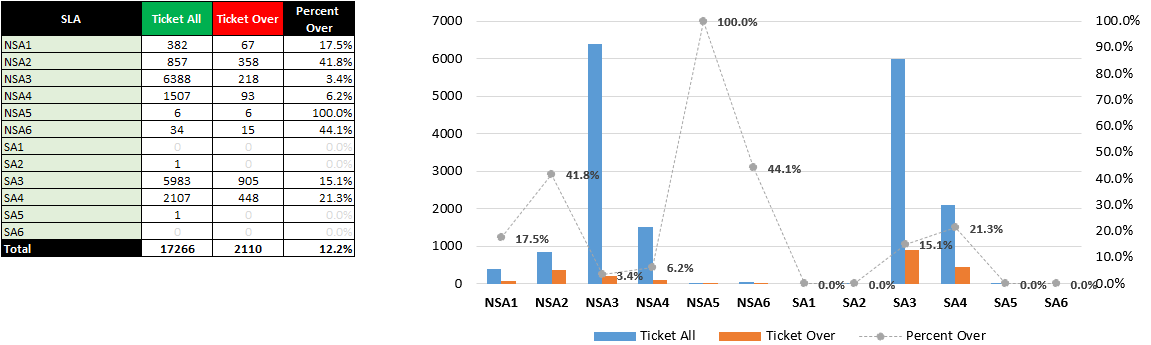 SLA Ticket All Ticket Over Percent Over
NSA1 382 67 17.5%
NSA2 857 358 41.8%
NSA3 6388 218 3.4%
NSA4 1507 93 6.2%
NSA5 6 6 100.0%
NSA6 34 15 44.1%
SA1 0 0 0.0%
SA2 1 0 0.0%
SA3 5983 905 15.1%
SA4 2107 448 21.3%
SA5 1 0 0.0%
SA6 0 0 0.0%
Total 17266 2110 12.2%
7000
6000
5000
4000
3000
2000
1000
0
17.5%
41.8%
3.4%
6.2%
100.0%
44.1%
0.0%
0.0%
15.1%
21.3%
0.0%
0.0%
100.0%
90.0%
80.0%
70.0%
60.0%
50.0%
40.0%
30.0%
20.0%
10.0%
0.0%
NSA1 NSA2 NSA3 NSA4 NSA5 NSA6 SA1 SA2 SA3 SA4 SA5 SA6
Ticket All Ticket Over Percent Over